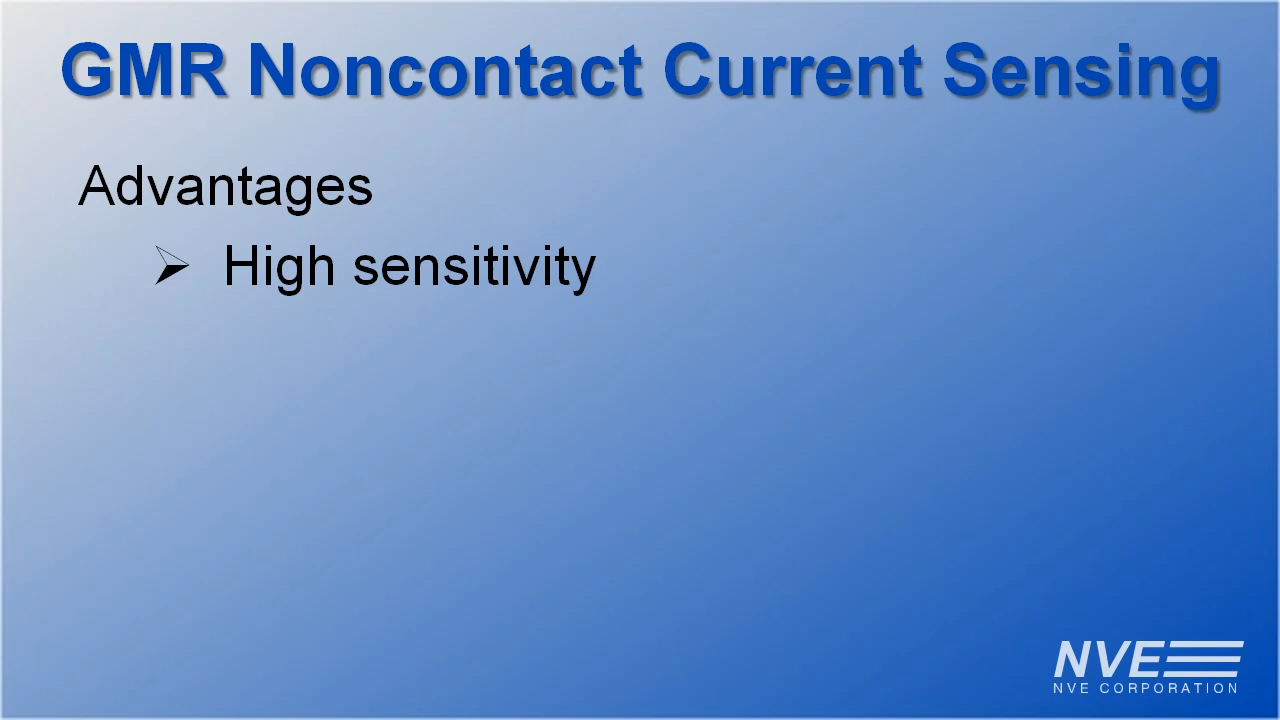 GMR Noncontact Current Sensing
Advantages
➢ High sensitivity
NVE
NVE CORPORATION